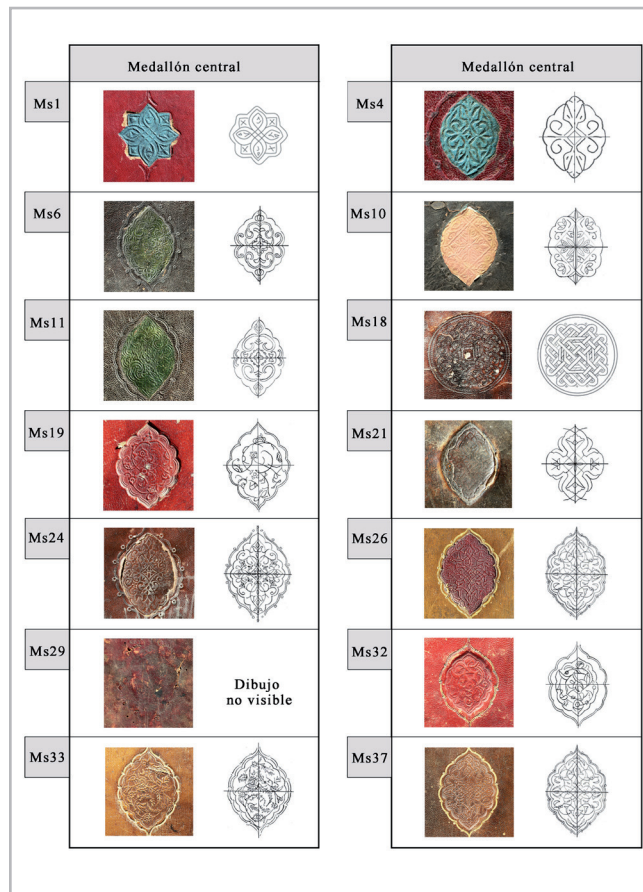 Medallón central
Ms1
Ms6
Ms11
Ms19
Ms24
Ms29
Dibujo
no visible
Ms33
Medallón central
Ms4
Ms10
Ms18
Ms21
Ms26
Ms32
Ms37